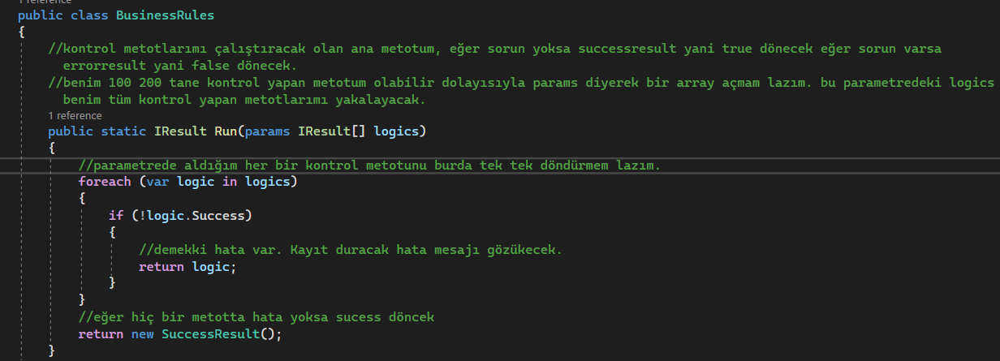 1 reference
public class BusinessRules
{
//kontrol metotlarımı çalıştıracak olan ana metotum, eğer sorun yoksa successresult yani true dönecek eğer sorun varsa
errorresult yani false dönecek.
//benim 100 200 tane kontrol yapan metotum olabilir dolayısıyla params diyerek bir array açmam lazım. bu parametredeki logics
benim tüm kontrol yapan metotlarımı yakalayacak.
1 reference
public static IResult Run(params IResult[] logics)
{
//parametrede aldığım her bir kontrol metotunu burda tek tek döndürmem lazım.
foreach (var logic in logics)
{
if (!logic.Success)
{
//demekki hata var. Kayıt duracak hata mesajı gözükecek.
return logic;
}
}
//eğer hiç bir metotta hata yoksa sucess döncek
return new SuccessResult();
}